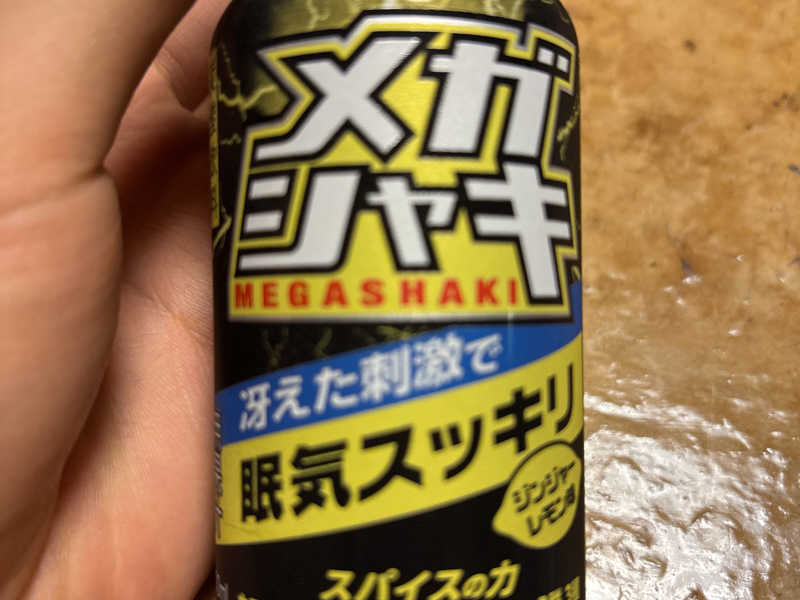 メガ
シャキ
MEGASHAKI
冴えた刺激で
眠気スッキリ
ジンジャー
レモン味
スパイスの力